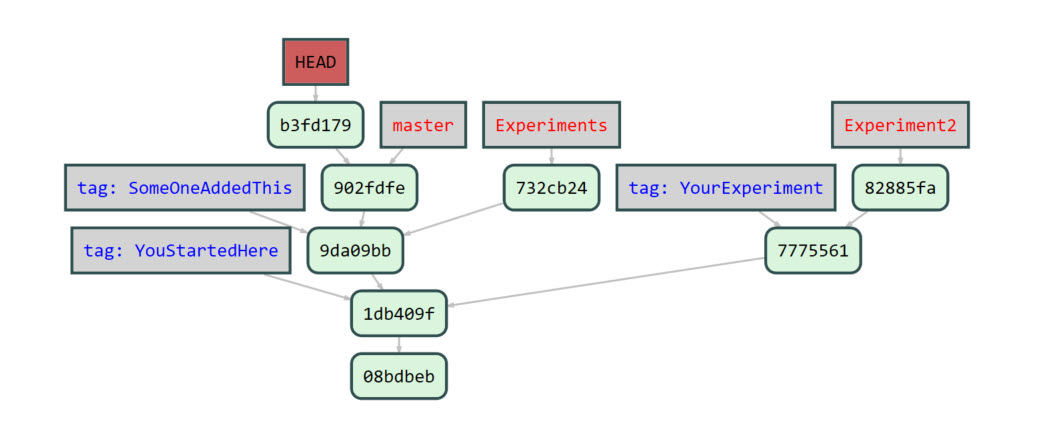 HEAD
b3fd179
master
Experiments
Experiment2
tag: SomeOneAddedThis
902fdfe
732cb24
tag: YourExperiment
82885fa
tag: YouStartedHere
9da09bb
7775561
1db409f
08bdbeb